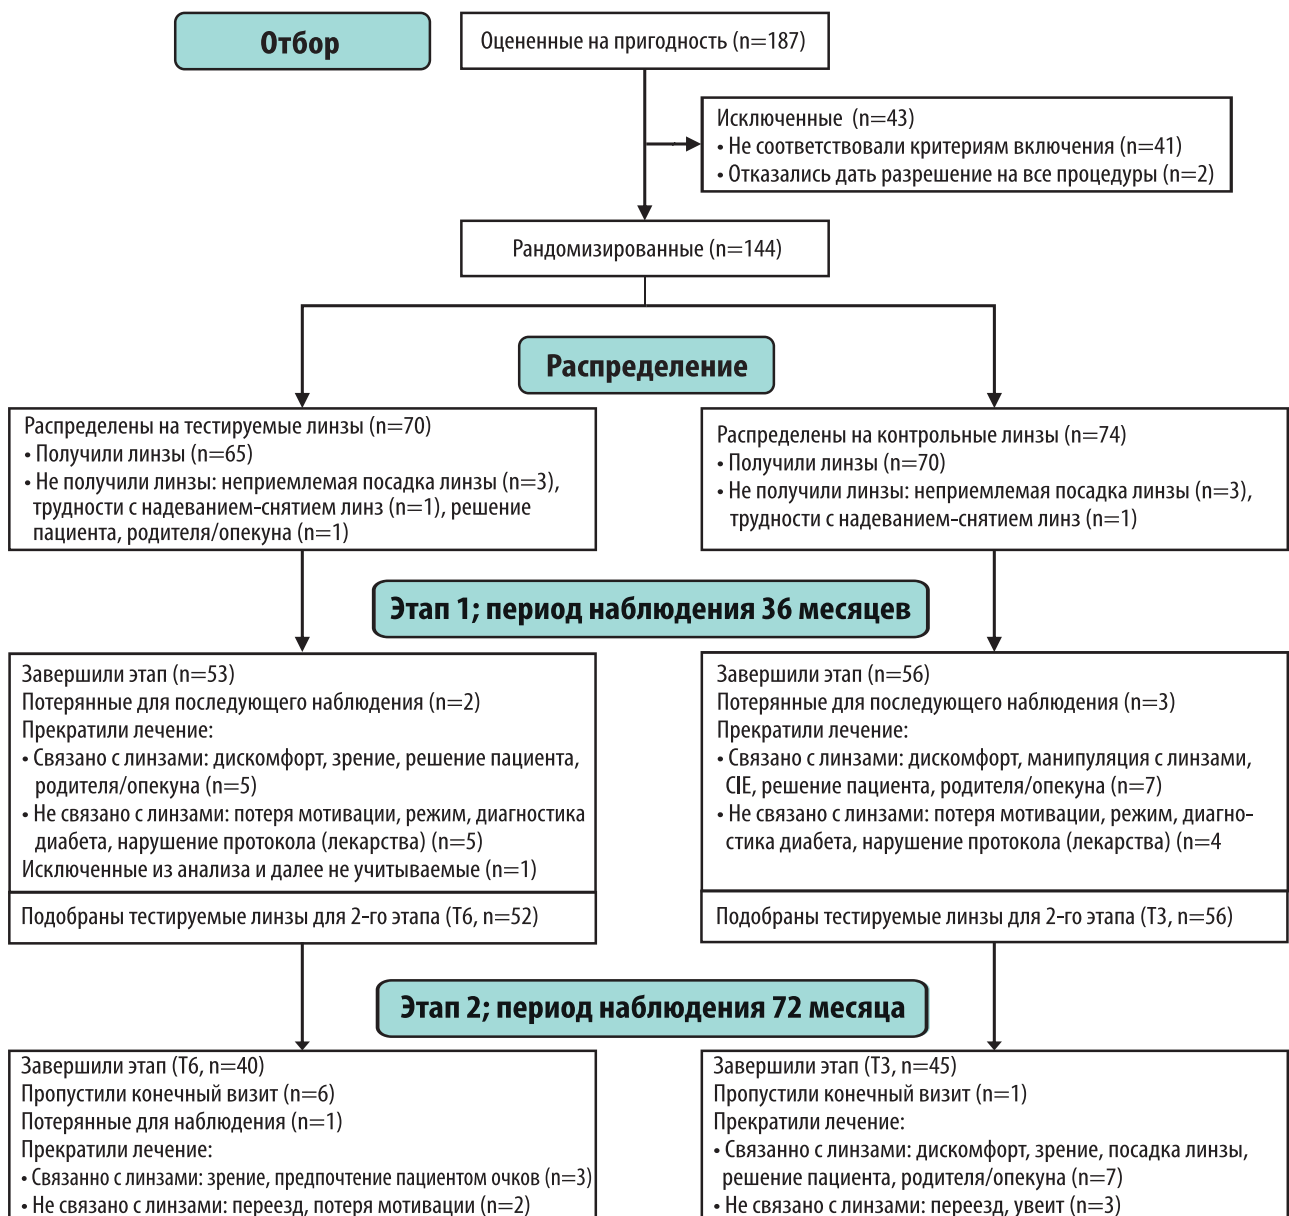 Отбор
Оцененные на пригодность (n=187)
Исключенные (n=43)
• Не соответствовали критериям включения (n=41)
• Отказались дать разрешение на все процедуры (n=2)
Рандомизированные (n=144)
Распределение
Распределены на тестируемые линзы (n=70)
• Получили линзы (n=65)
• Не получили линзы: неприемлемая посадка линзы (n=3),
трудности с надеванием-снятием линз (n=1), решение
пациента, родителя/опекуна (n=1)
Распределены на контрольные линзы (n=74)
• Получили линзы (n=70)
• Не получили линзы: неприемлемая посадка линзы (n=3),
трудности с надеванием-снятием линз (n=1)
Этап 1; период наблюдения 36 месяцев
Завершили этап (n=53)
Потерянные для последующего наблюдения (n=2)
Прекратили лечение:
• Связано с линзами: дискомфорт, зрение, решение пациента,
родителя/опекуна (n=5)
• Не связано с линзами: потеря мотивации, режим, диагностика
диабета, нарушение протокола (лекарства) (n=5)
Исключенные из анализа и далее не учитываемые (n=1)
Подобраны тестируемые линзы для 2-го этапа (Т6, n=52)
Завершили этап (n=56)
Потерянные для последующего наблюдения (n=3)
Прекратили лечение:
• Связано с линзами: дискомфорт, манипуляция с линзами,
CIE, решение пациента, родителя/опекуна (n=7)
• Не связано с линзами: потеря мотивации, режим, диагно-
стика диабета, нарушение протокола (лекарства) (n=4
Подобраны тестируемые линзы для 2-го этапа (Т3, n=56)
Этап 2; период наблюдения 72 месяца
Завершили этап (Т6, n=40)
Пропустили конечный визит (n=6)
Потерянные для наблюдения (n=1)
Прекратили лечение:
• Связанно с линзами: зрение, предпочтение пациентом очков (n=3)
• Не связано с линзами: переезд, потеря мотивации (n=2)
Завершили этап (Т3, n=45)
Пропустили конечный визит (n=1)
Прекратили лечение:
• Связанно с линзами: дискомфорт, зрение, посадка линзы,
решение пациента, родителя/опекуна (n=7)
• Не связано с линзами: переезд, увеит (n=3)